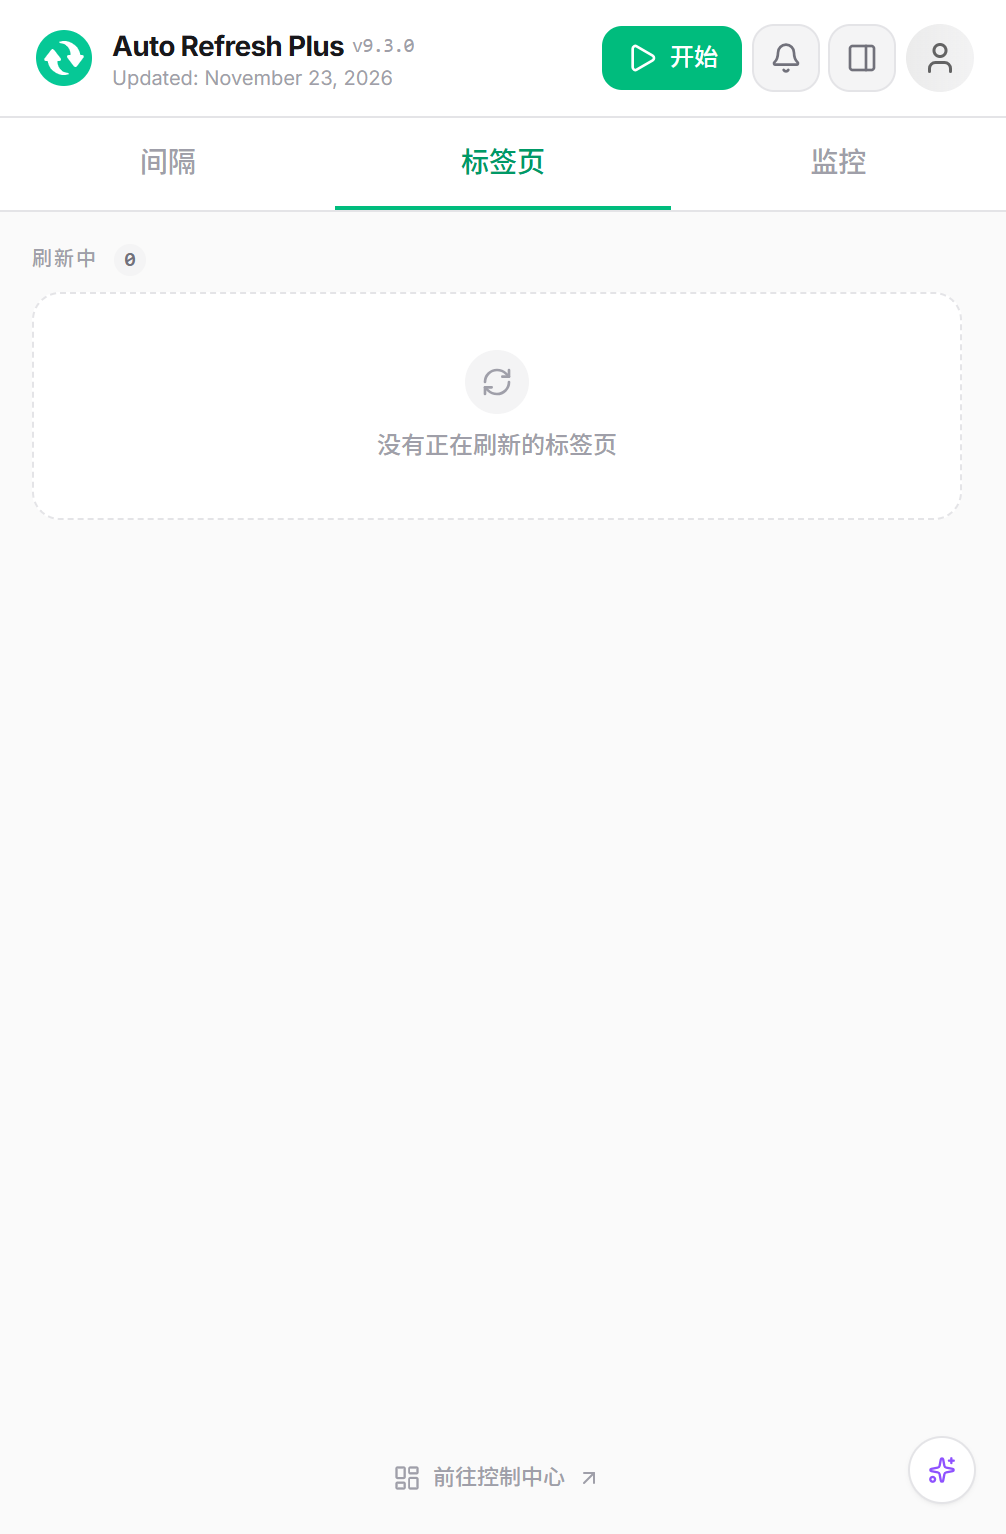 Auto Refresh Plus v9.3.0
Updated: November 23, 2026
开始
间隔
标签页
监控
刷新中 0
没有正在刷新的标签页
前往控制中心